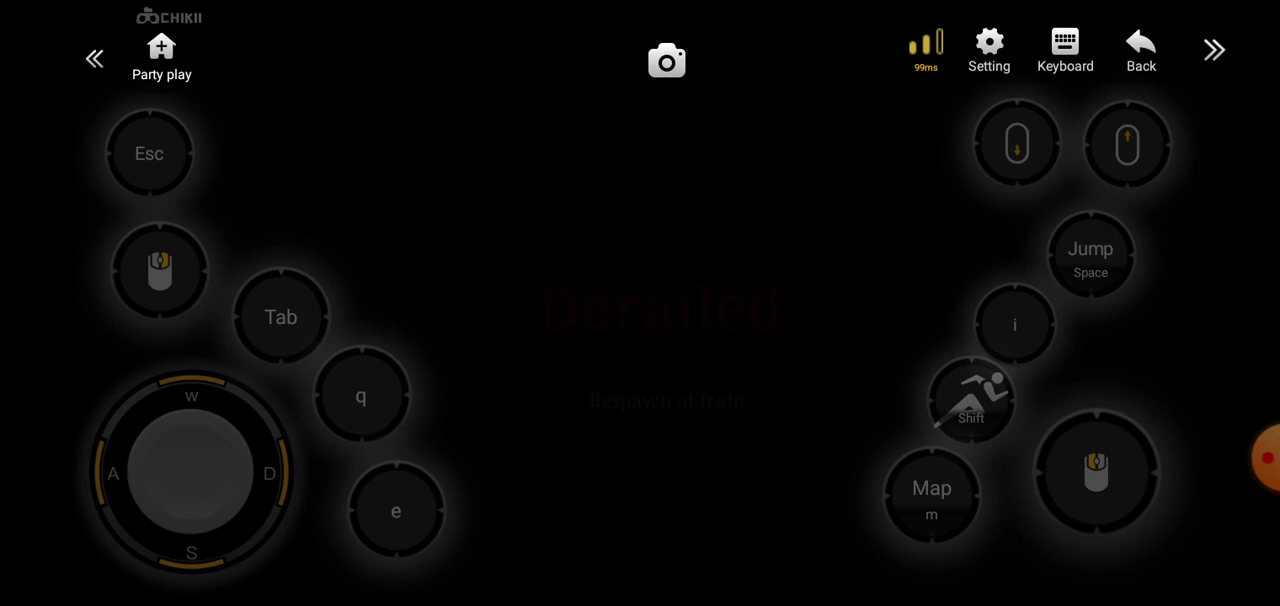 CHIKII
Party play
99ms
Setting
Keyboard
Back
Esc
Jump
Space
Tab
i
q
Shift
W
A
D
S
Map
m
e
Derailed.
Respawn at train